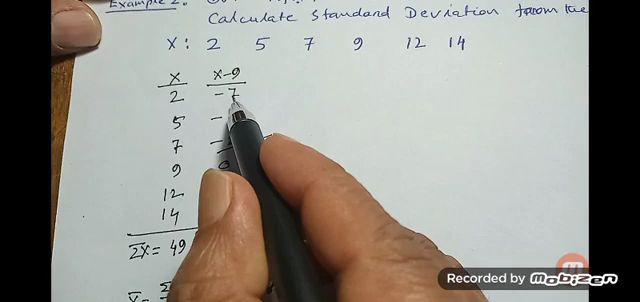 Example 2:
Calculate Standard Deviation from the
X: 2 5 7 9 12 14
X X-9
2 -7
5 -
7 -
9 0
12
14
ΣX = 49
Recorded by mobizen